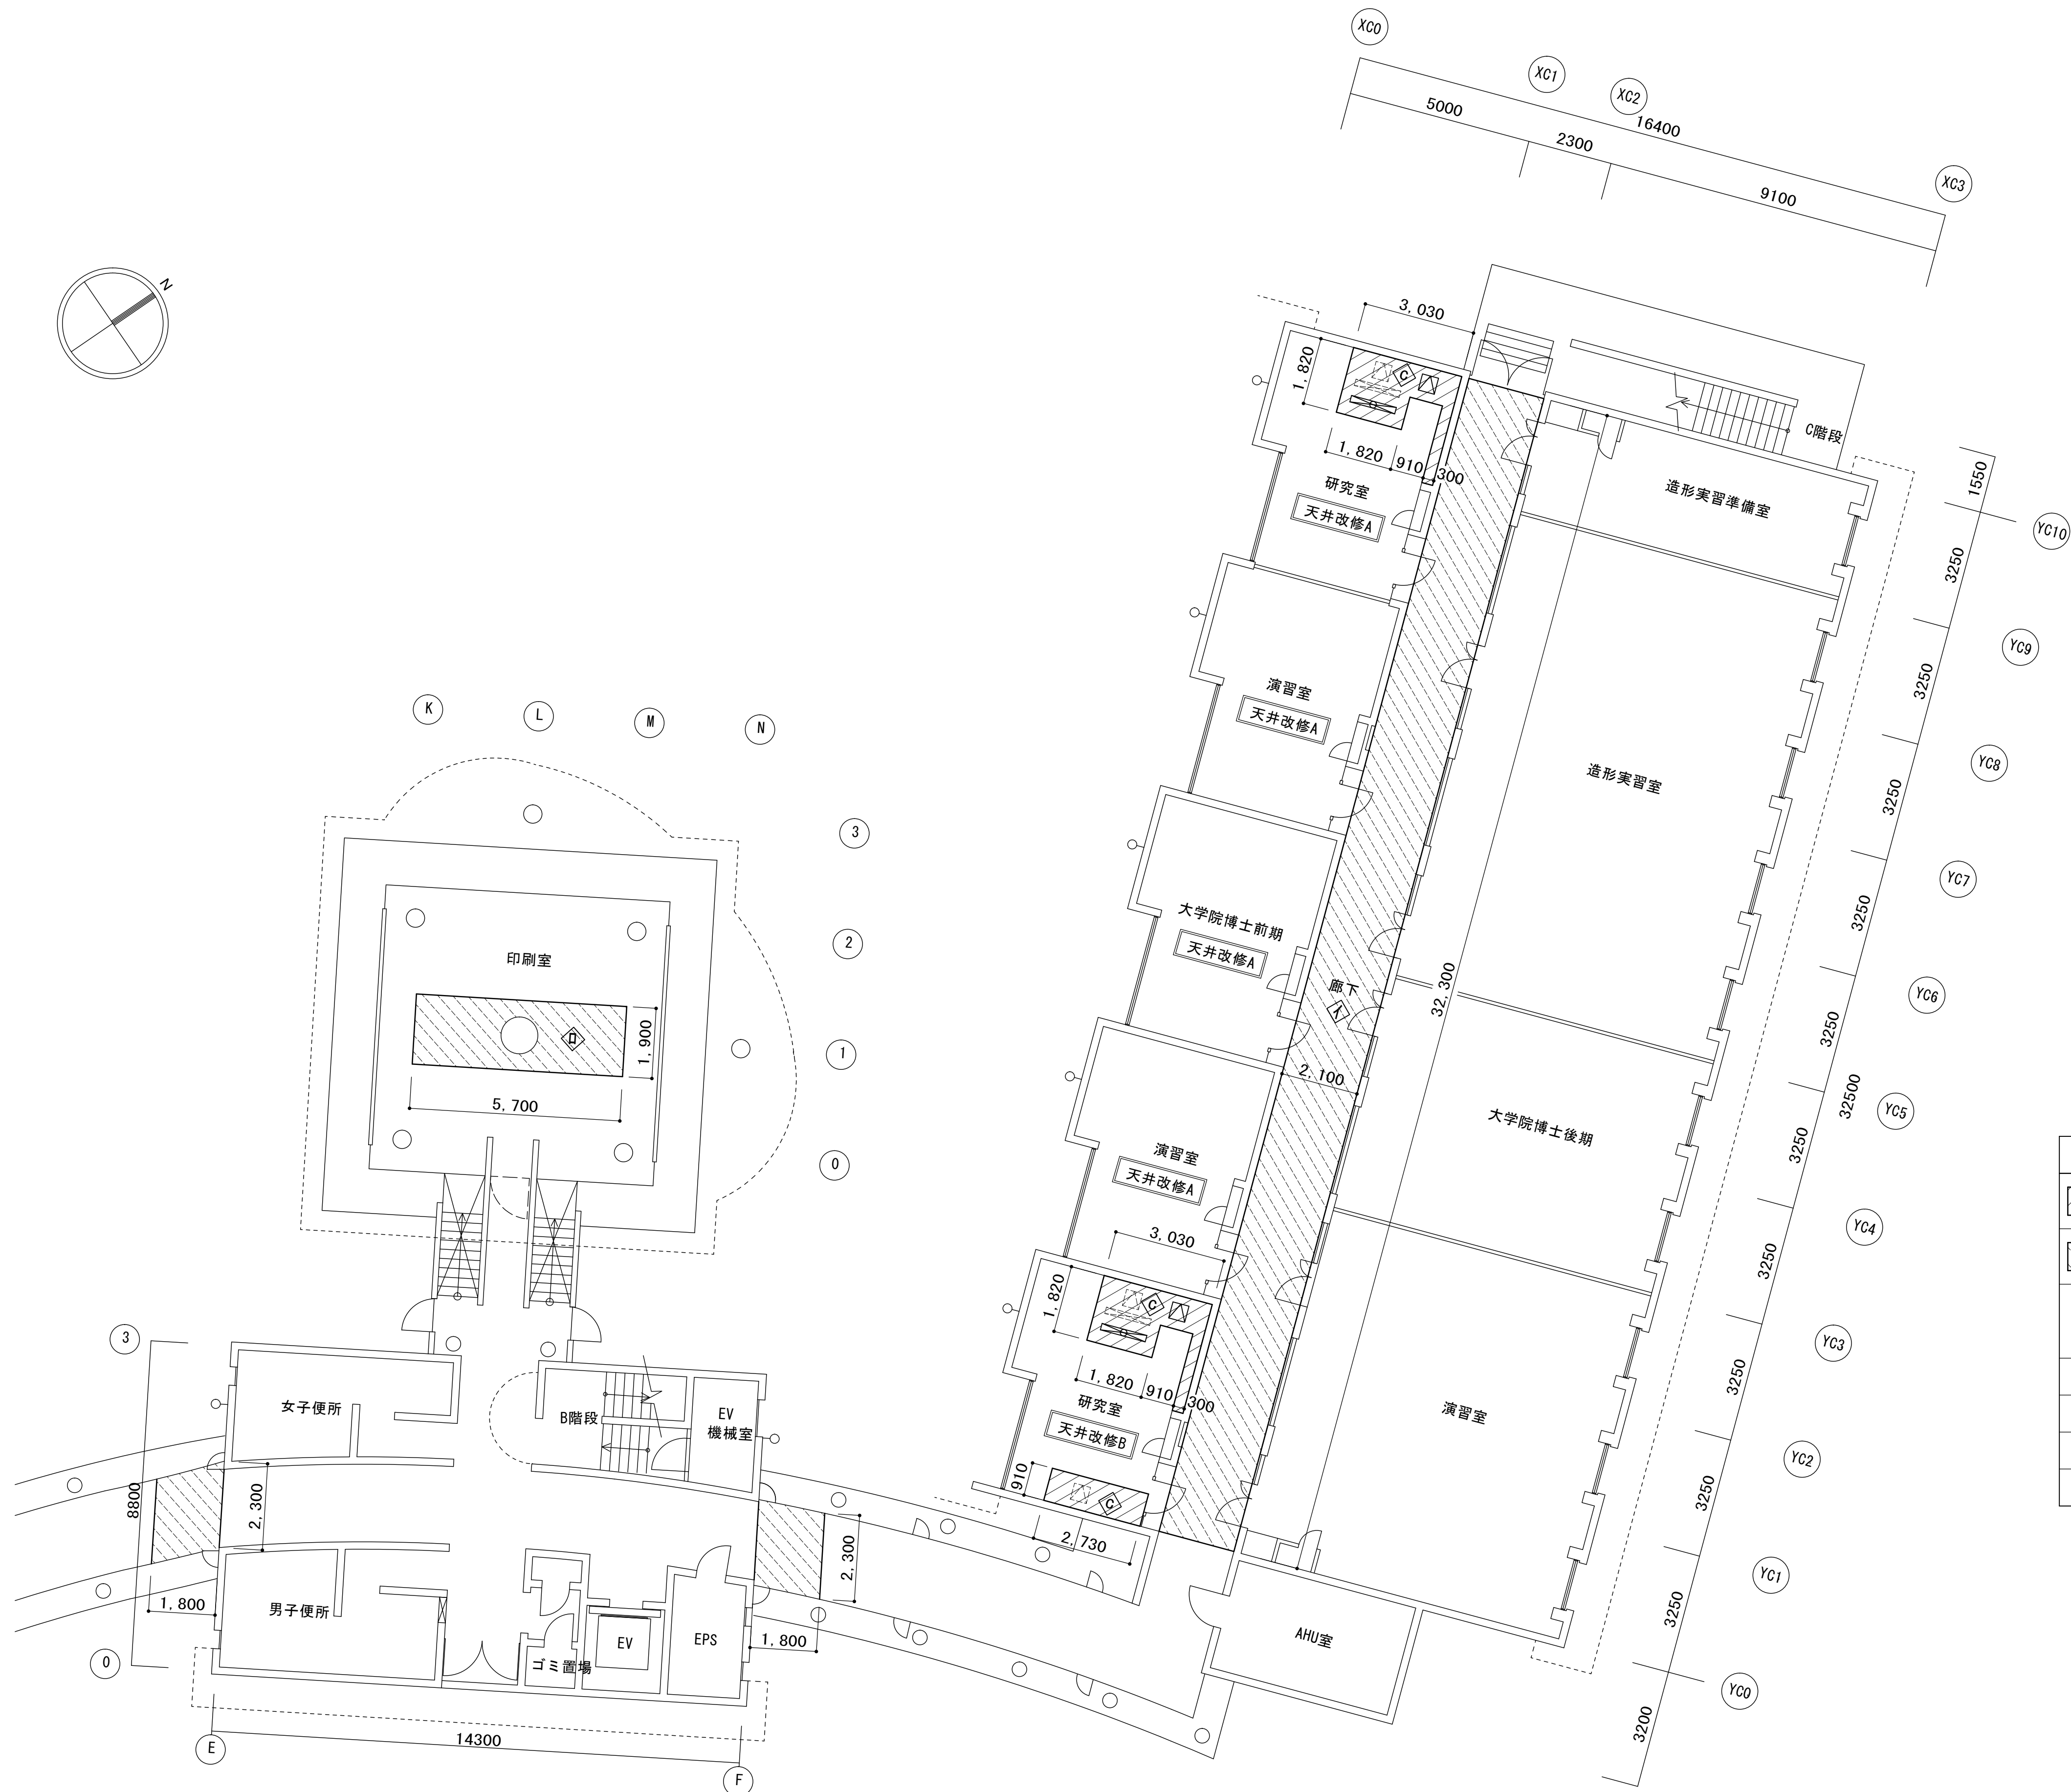 XC0
XC1
XC2
XC3
16400
5000
2300
9100
N
3,030
1,820
C
1,820
910
300
研究室
天井改修A
C階段
造形実習準備室
1550
YC10
3250
YC9
3250
YC8
3250
YC7
3250
YC6
3250
YC5
32500
3250
YC4
3250
YC3
3250
YC2
3250
YC1
3250
YC0
3200
演習室
天井改修A
造形実習室
大学院博士前期
天井改修A
廊下
イ
32,300
2,100
大学院博士後期
演習室
天井改修A
3,030
1,820
C
1,820
910
300
研究室
天井改修B
910
C
2,730
演習室
AHU室
K
L
M
N
3
2
1
0
印刷室
ロ
1,900
5,700
3
0
8800
女子便所
2,300
B階段
EV
機械室
男子便所
1,800
ゴミ置場
EV
EPS
2,300
1,800
14300
E
F